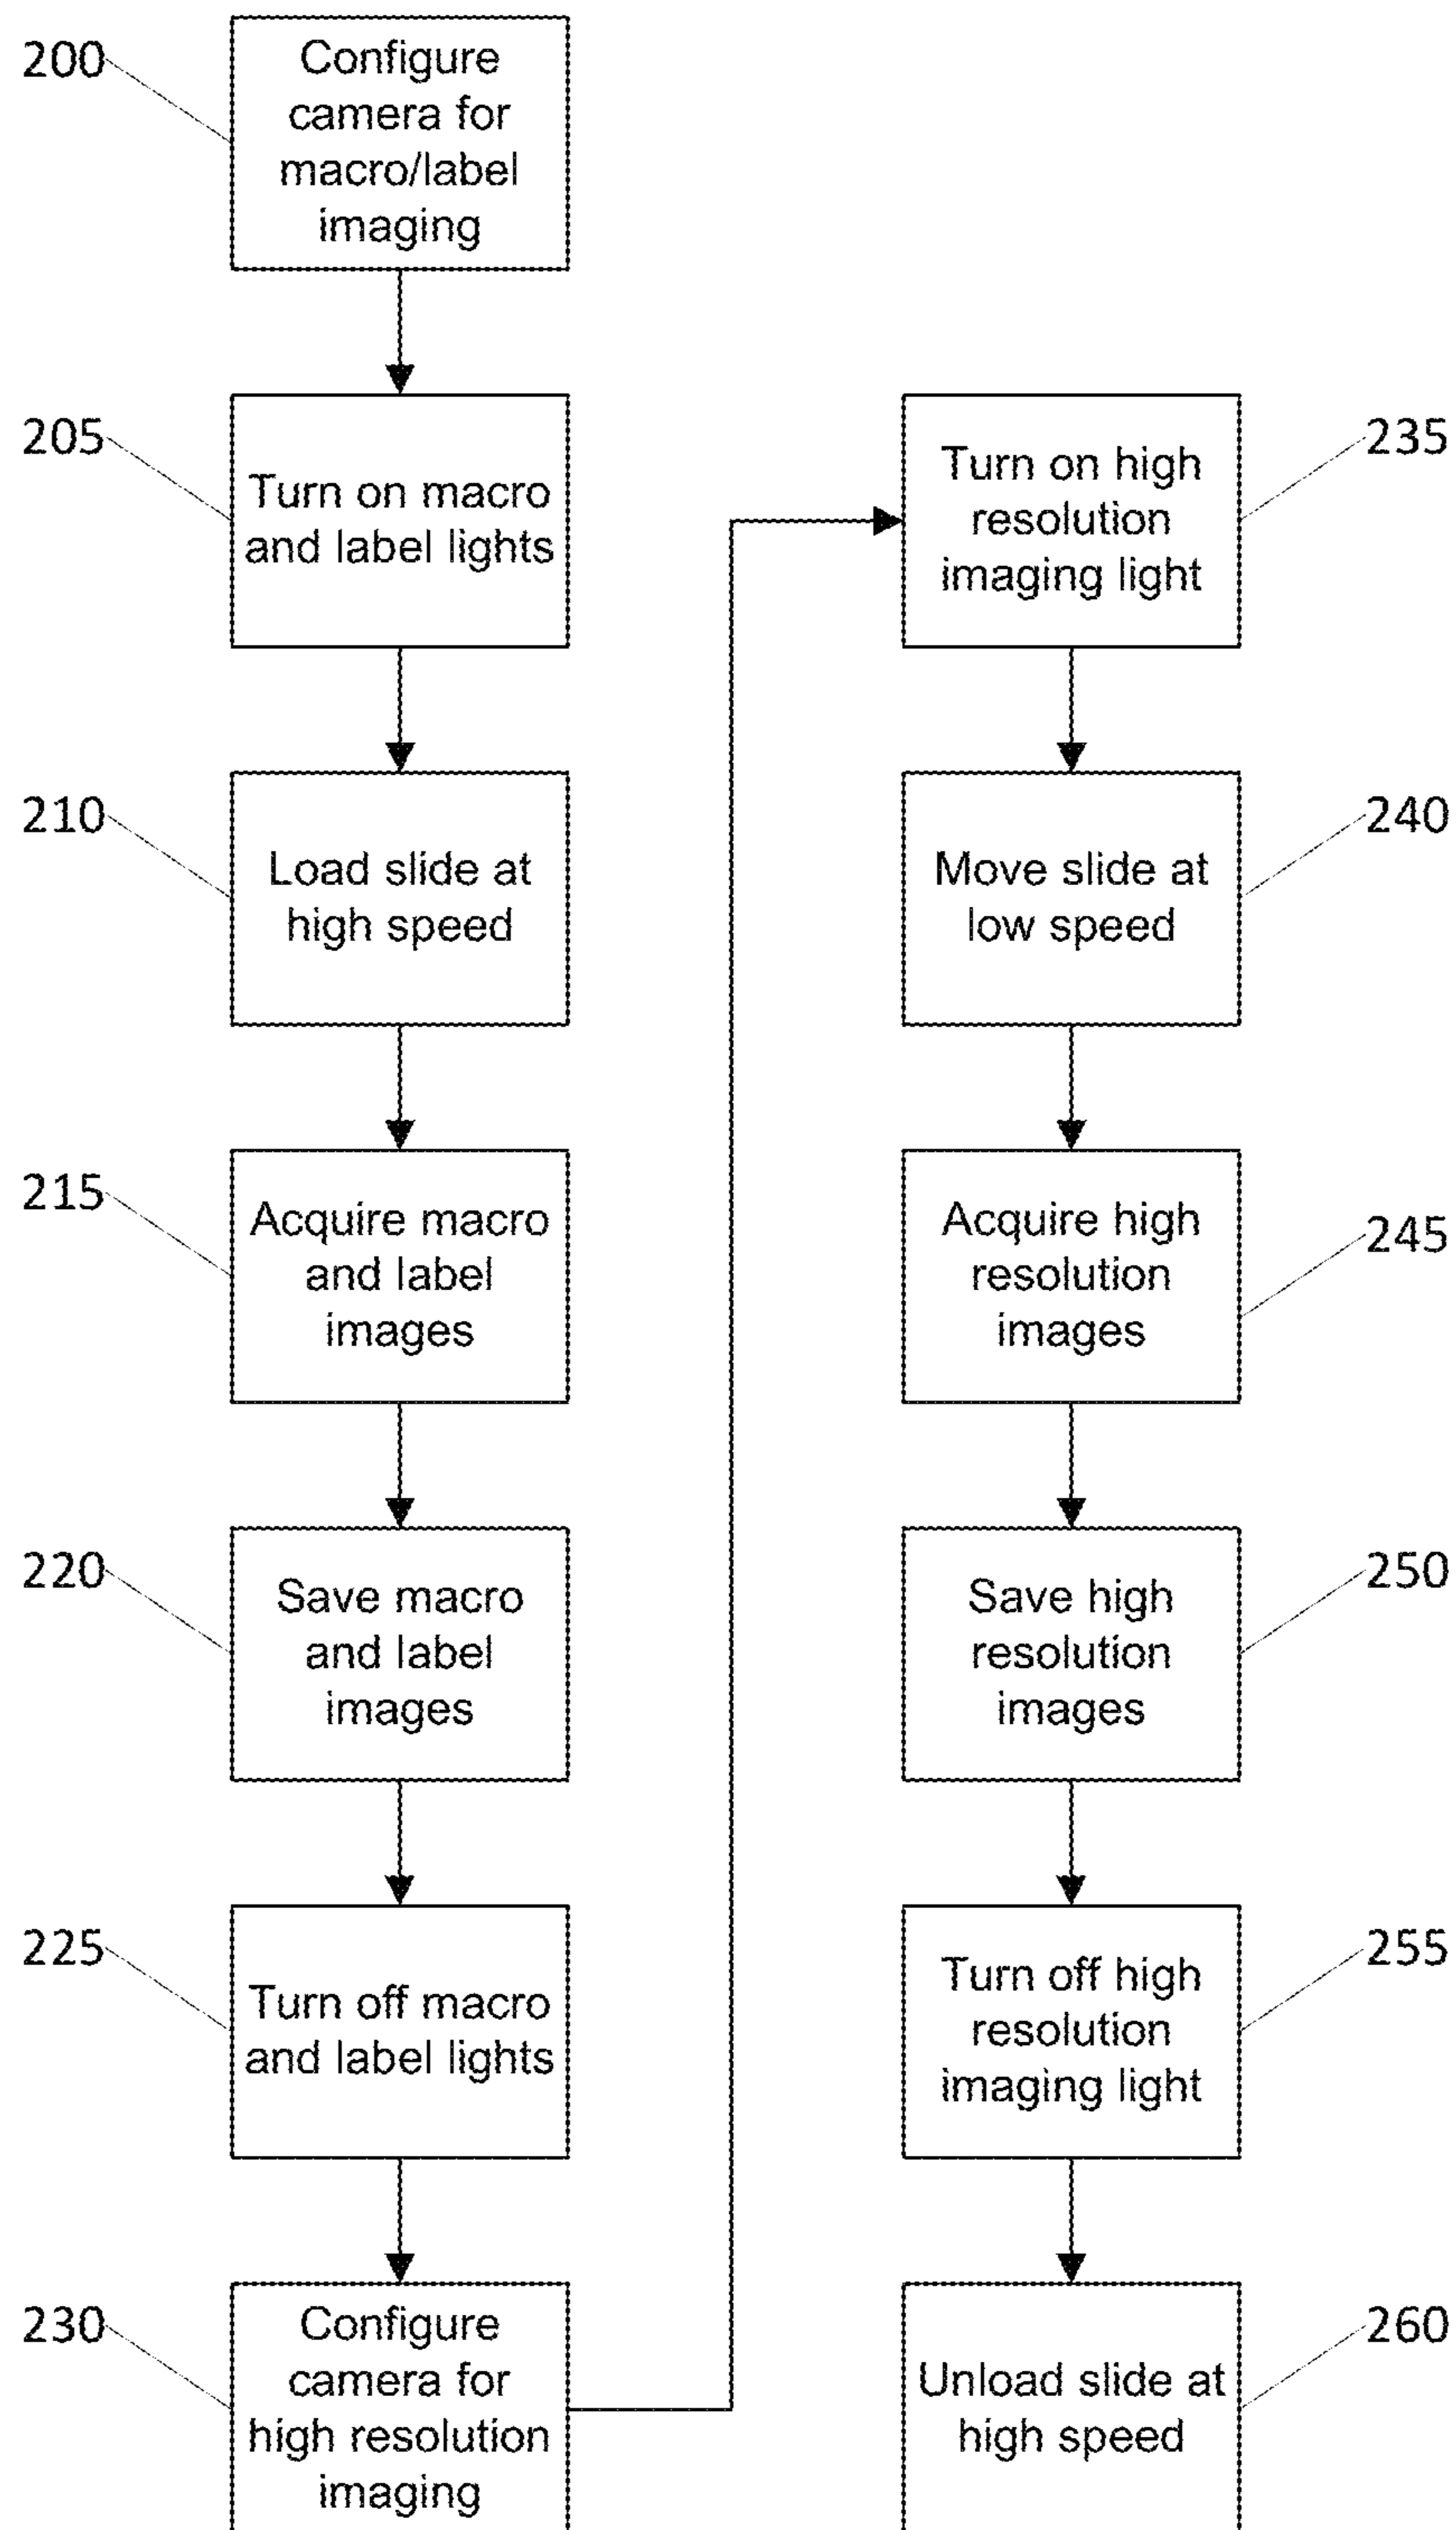 200
Configure
camera for
macro/label
imaging
205
Turn on macro
and label lights
210
Load slide at
high speed
215
Acquire macro
and label
images
220
Save macro
and label
images
225
Turn off macro
and label lights
230
Configure
camera for
high resolution
imaging
235
Turn on high
resolution
imaging light
240
Move slide at
low speed
245
Acquire high
resolution
images
250
Save high
resolution
images
255
Turn off high
resolution
imaging light
260
Unload slide at
high speed